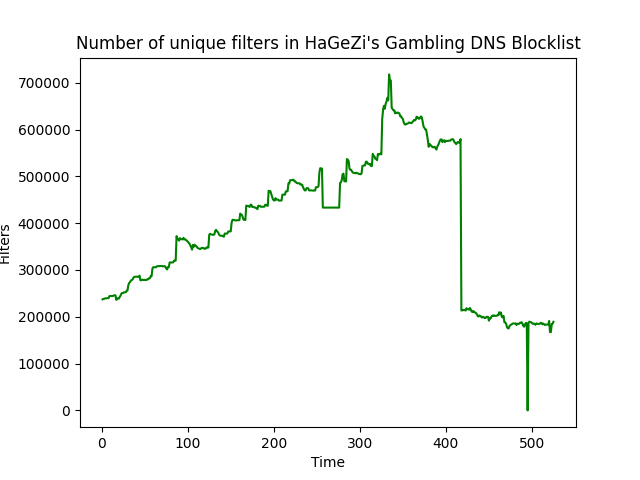 Number of unique filters in HaGeZi's Gambling DNS Blocklist
700000
600000
500000
400000
300000
200000
100000
0
Filters
0 100 200 300 400 500
Time